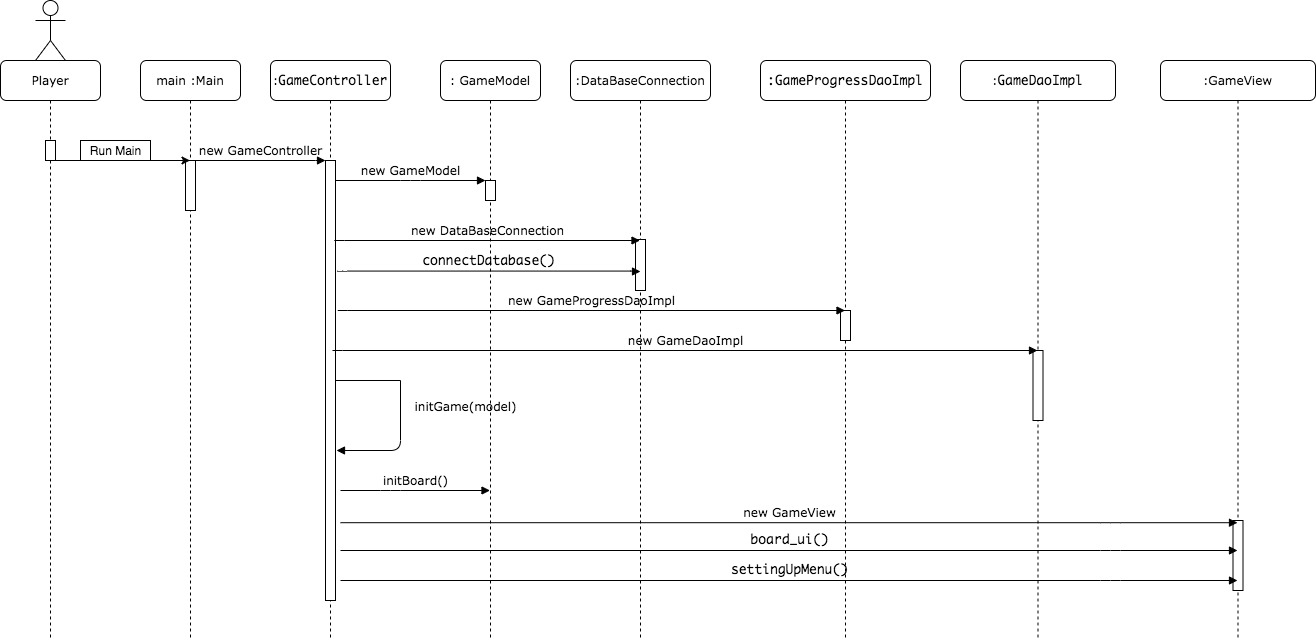 Player
main :Main
:GameController
: GameModel
:DataBaseConnection
:GameProgressDaoImpl
:GameDaoImpl
:GameView
Run Main
new GameController
new GameModel
new DataBaseConnection
connectDatabase()
new GameProgressDaoImpl
new GameDaoImpl
initGame(model)
initBoard()
new GameView
board_ui()
settingUpMenu()